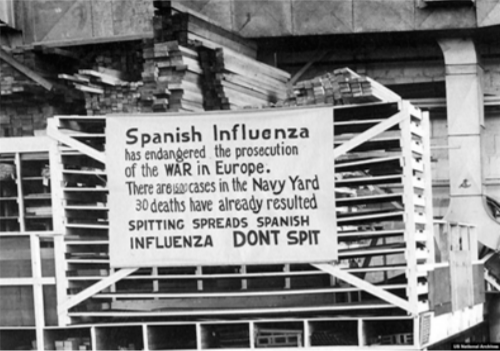 Spanish Influenza
has endangered the prosecution
of the WAR in Europe.
There are 1500 cases in the Navy Yard
30 deaths have already resulted
SPITTING SPREADS SPANISH
INFLUENZA DONT SPIT
US National Archives